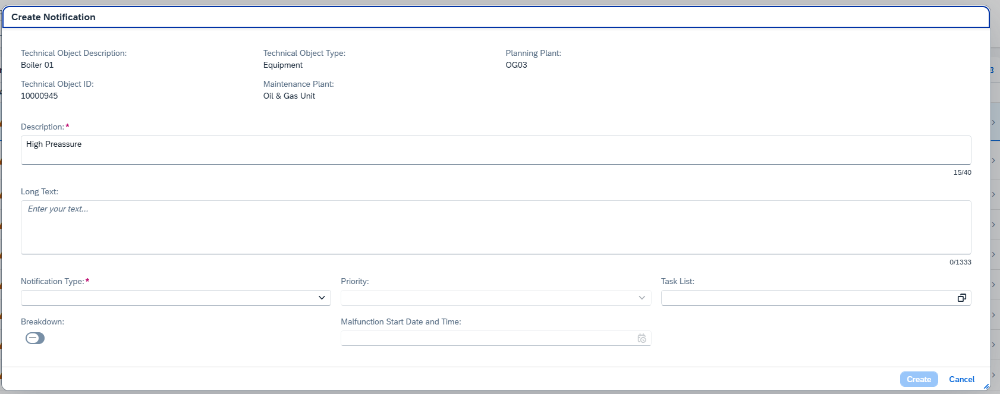 Create Notification
Technical Object Description: Technical Object Type: Planning Plant:
Boiler 01 Equipment OG03
Technical Object ID: Maintenance Plant:
10000945 Oil & Gas Unit
Description:*
High Preassure
15/40
Long Text:
Enter your text...
0/1333
Notification Type:* Priority: Task List:
Breakdown: Malfunction Start Date and Time:
Create Cancel